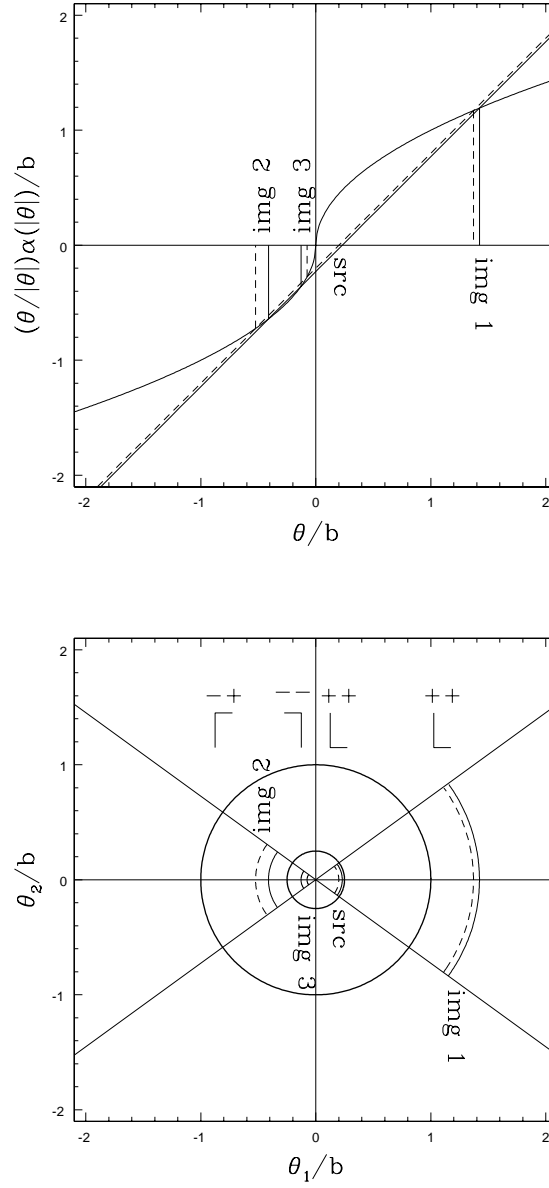 (θ/|θ|)α(|θ|)/b
2
1
0
-1
-2
img 2
img 3
src
img 1
-2 -1 0 1 2
θ/b
θ₂/b
2
1
0
-1
-2
− + − − + + + +
img 2
img 3
src
img 1
-2 -1 0 1 2
θ₁/b